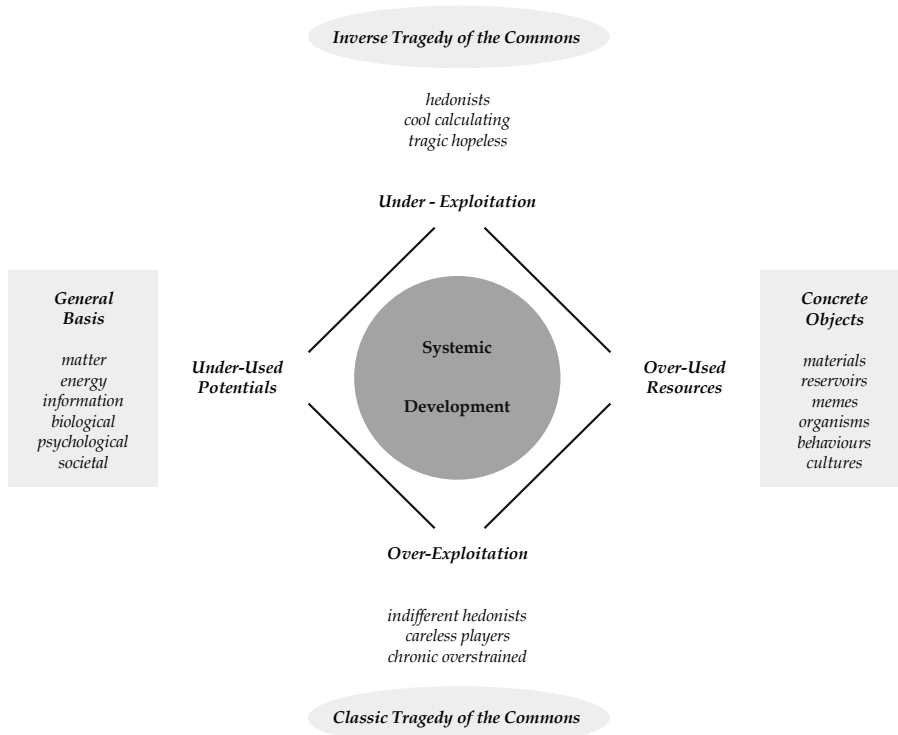 Inverse Tragedy of the Commons
hedonists
cool calculating
tragic hopeless
Under - Exploitation
General
Basis
matter
energy
information
biological
psychological
societal
Under-Used
Potentials
Systemic
Development
Over-Used
Resources
Concrete
Objects
materials
reservoirs
memes
organisms
behaviours
cultures
Over-Exploitation
indifferent hedonists
careless players
chronic overstrained
Classic Tragedy of the Commons